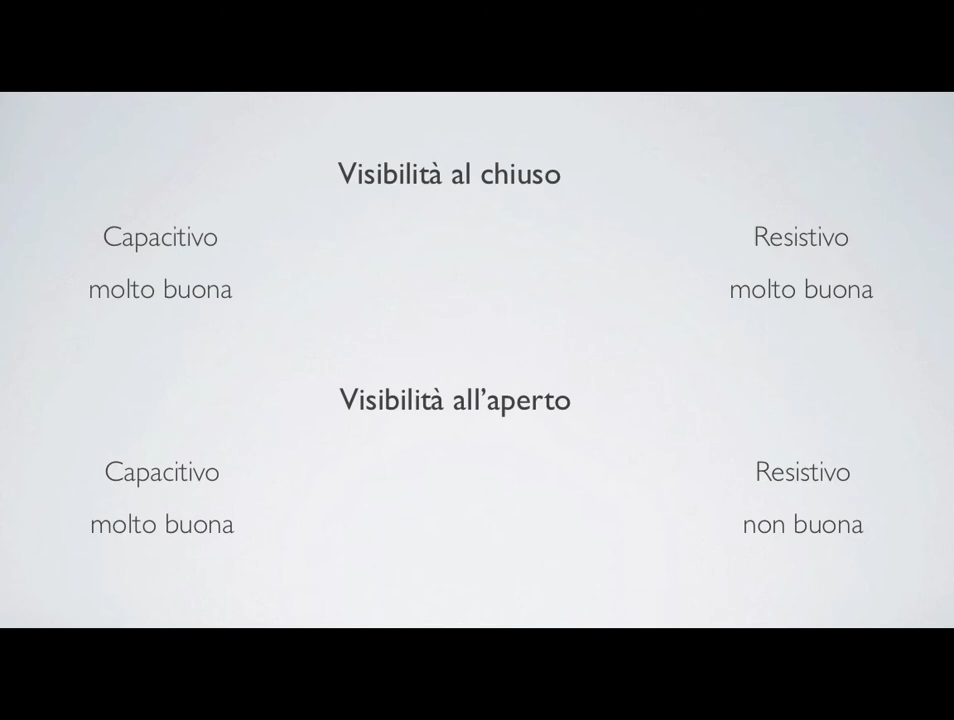 Visibilità al chiuso
Capacitivo
Resistivo
molto buona
molto buona
Visibilità all’aperto
Capacitivo
Resistivo
molto buona
non buona